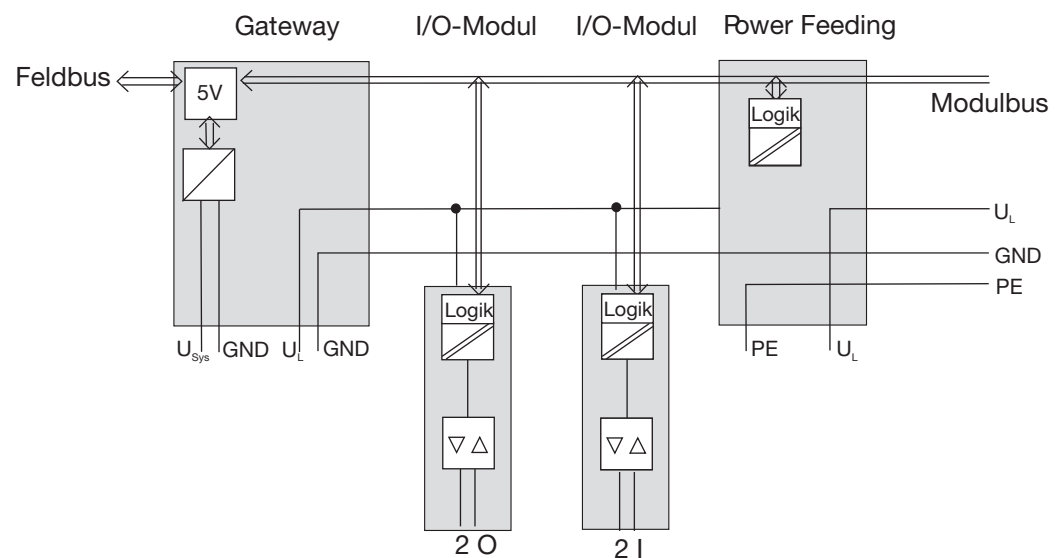 Gateway I/O-Modul I/O-Modul Power Feeding
Feldbus
5V
Modulbus
Logik
U_L
GND
PE
Logik Logik
U_Sys GND U_L GND
PE U_L
2 O 2 I